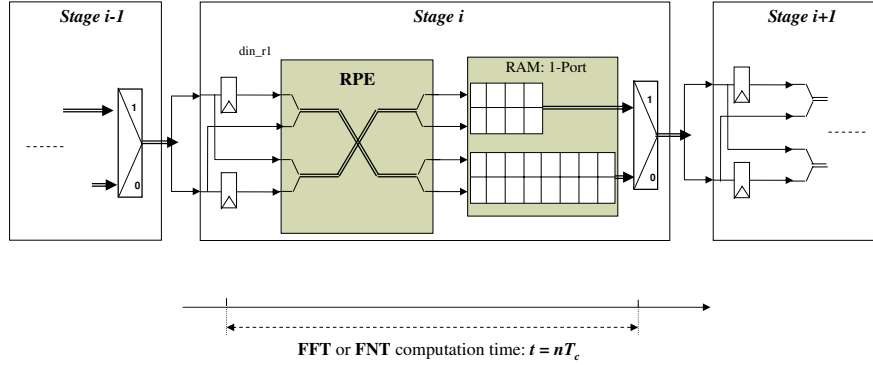 Stage i-1
Stage i
Stage i+1
din_r1
RPE
RAM: 1-Port
1
0
1
0
FFT or FNT computation time: t = nTc